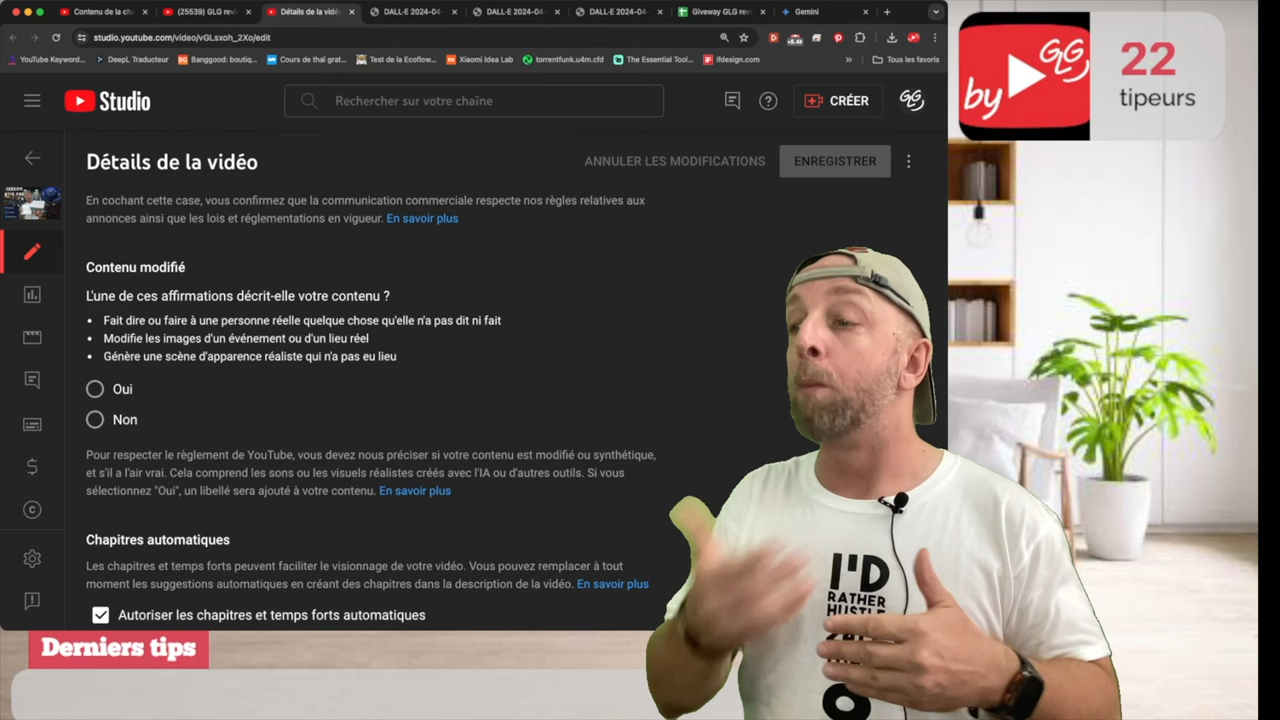 Contenu de la ch
(25539) GLG revi
Détails de la vidé
DALL·E 2024-04-
DALL·E 2024-04-
DALL·E 2024-04-
Giveway GLG revi
Gemini
studio.youtube.com/video/vGLsxoh_2Xo/edit
YouTube Keyword...
DeepL Traducteur
Banggood: boutiq...
Cours de thaï grat...
Test de la Ecoflow...
Xiaomi Idea Lab
torrentfunk.u4m.cfd
The Essential Tool...
ifdesign.com
»
Tous les favoris
Studio
Rechercher sur votre chaîne
CRÉER
GLG
Détails de la vidéo
ANNULER LES MODIFICATIONS
ENREGISTRER
En cochant cette case, vous confirmez que la communication commerciale respecte nos règles relatives aux
annonces ainsi que les lois et réglementations en vigueur. En savoir plus
Contenu modifié
L'une de ces affirmations décrit-elle votre contenu ?
• Fait dire ou faire à une personne réelle quelque chose qu'elle n'a pas dit ni fait
• Modifie les images d'un événement ou d'un lieu réel
• Génère une scène d'apparence réaliste qui n'a pas eu lieu
Oui
Non
Pour respecter le règlement de YouTube, vous devez nous préciser si votre contenu est modifié ou synthétique,
et s'il a l'air vrai. Cela comprend les sons ou les visuels réalistes créés avec l'IA ou d'autres outils. Si vous
sélectionnez "Oui", un libellé sera ajouté à votre contenu. En savoir plus
Chapitres automatiques
Les chapitres et temps forts peuvent faciliter le visionnage de votre vidéo. Vous pouvez remplacer à tout
moment les suggestions automatiques en créant des chapitres dans la description de la vidéo. En savoir plus
Autoriser les chapitres et temps forts automatiques
by GLG
22
tipeurs
Derniers tips
I'D
RATHER
HUSTLE